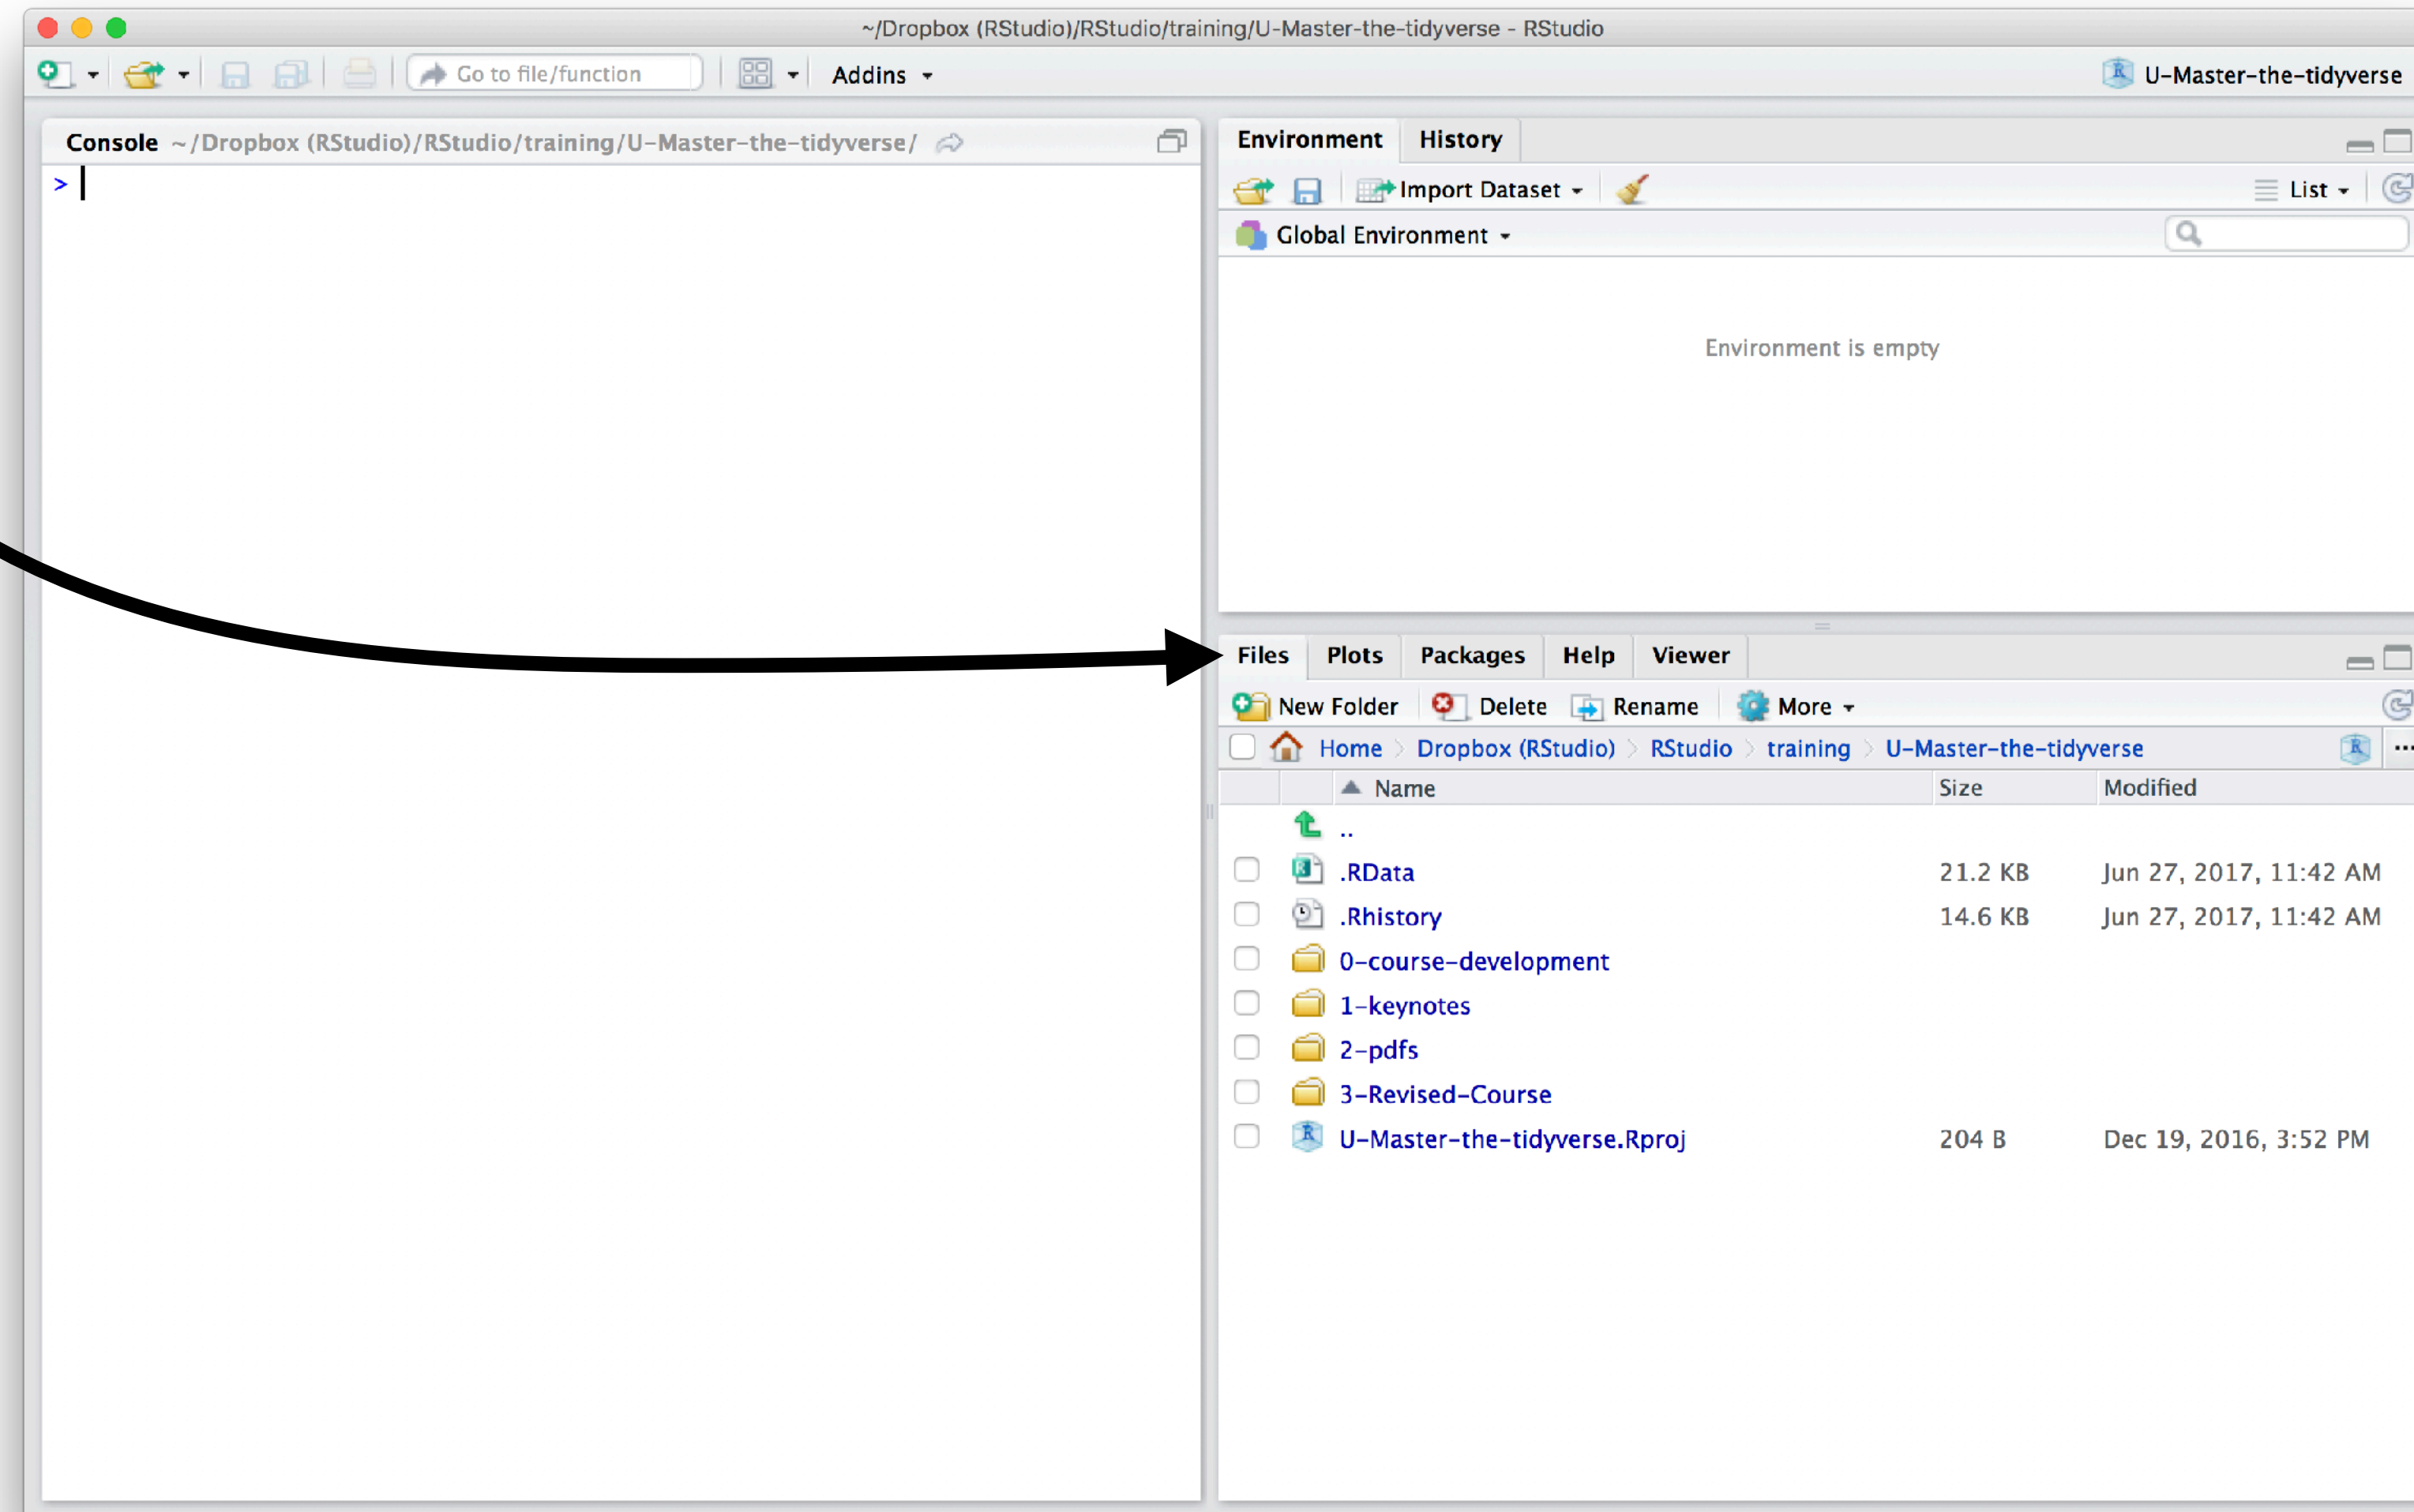 ~/Dropbox (RStudio)/RStudio/training/U-Master-the-tidyverse - RStudio
Go to file/function Addins U-Master-the-tidyverse
Console ~/Dropbox (RStudio)/RStudio/training/U-Master-the-tidyverse/
>
Environment History
Import Dataset List
Global Environment
Environment is empty
Files Plots Packages Help Viewer
New Folder Delete Rename More
Home Dropbox (RStudio) RStudio training U-Master-the-tidyverse ...
Name Size Modified
..
.RData 21.2 KB Jun 27, 2017, 11:42 AM
.Rhistory 14.6 KB Jun 27, 2017, 11:42 AM
0-course-development
1-keynotes
2-pdfs
3-Revised-Course
U-Master-the-tidyverse.Rproj 204 B Dec 19, 2016, 3:52 PM